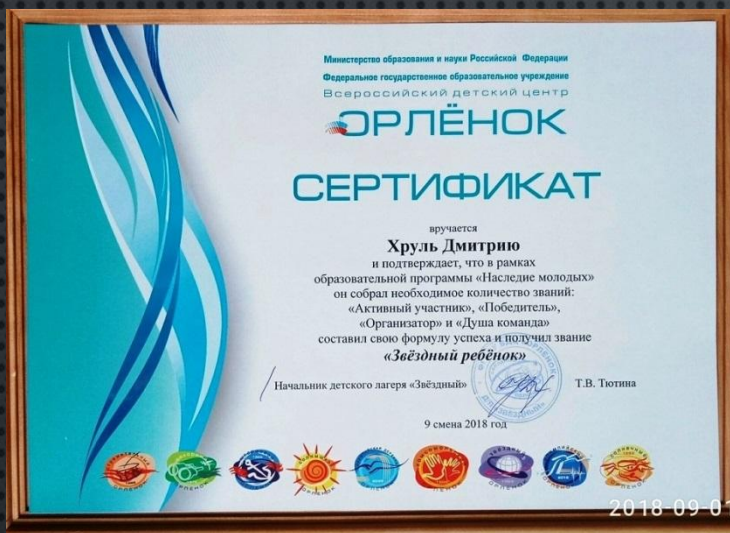 Министерство образования и науки Российской Федерации
Федеральное государственное образовательное учреждение
Всероссийский детский центр
ОРЛЁНОК
СЕРТИФИКАТ
вручается
Хруль Дмитрию
и подтверждает, что в рамках
образовательной программы «Наследие молодых»
он собрал необходимое количество званий:
«Активный участник», «Победитель»,
«Организатор» и «Душа команда»
составил свою формулу успеха и получил звание
«Звёздный ребёнок»
Начальник детского лагеря «Звёздный» Т.В. Тютина
9 смена 2018 год
2018-09-01